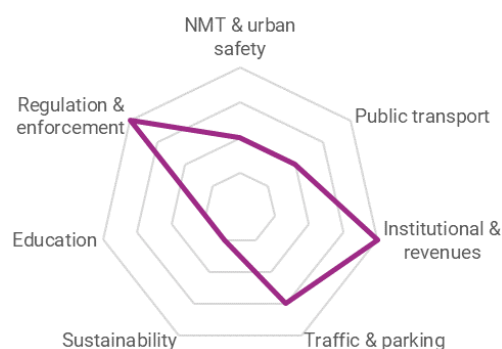 NMT & urban
safety
Regulation &
enforcement
Public transport
Education
Institutional &
revenues
Sustainability
Traffic & parking